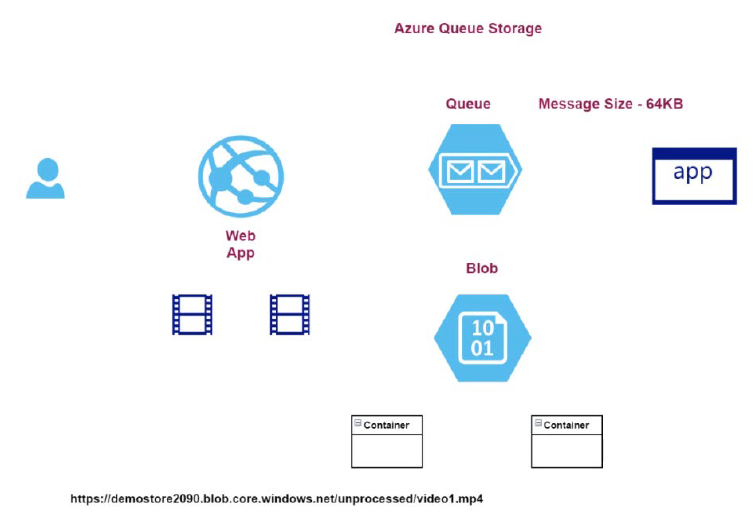 Azure Queue Storage
Queue
Message Size - 64KB
app
Web
App
Blob
10
01
Container
Container
https://demostore2090.blob.core.windows.net/unprocessed/video1.mp4